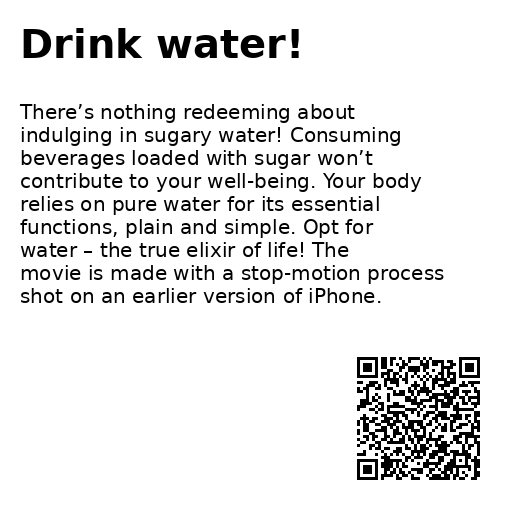 Drink water!
There’s nothing redeeming about
indulging in sugary water! Consuming
beverages loaded with sugar won’t
contribute to your well-being. Your body
relies on pure water for its essential
functions, plain and simple. Opt for
water – the true elixir of life! The
movie is made with a stop-motion process
shot on an earlier version of iPhone.